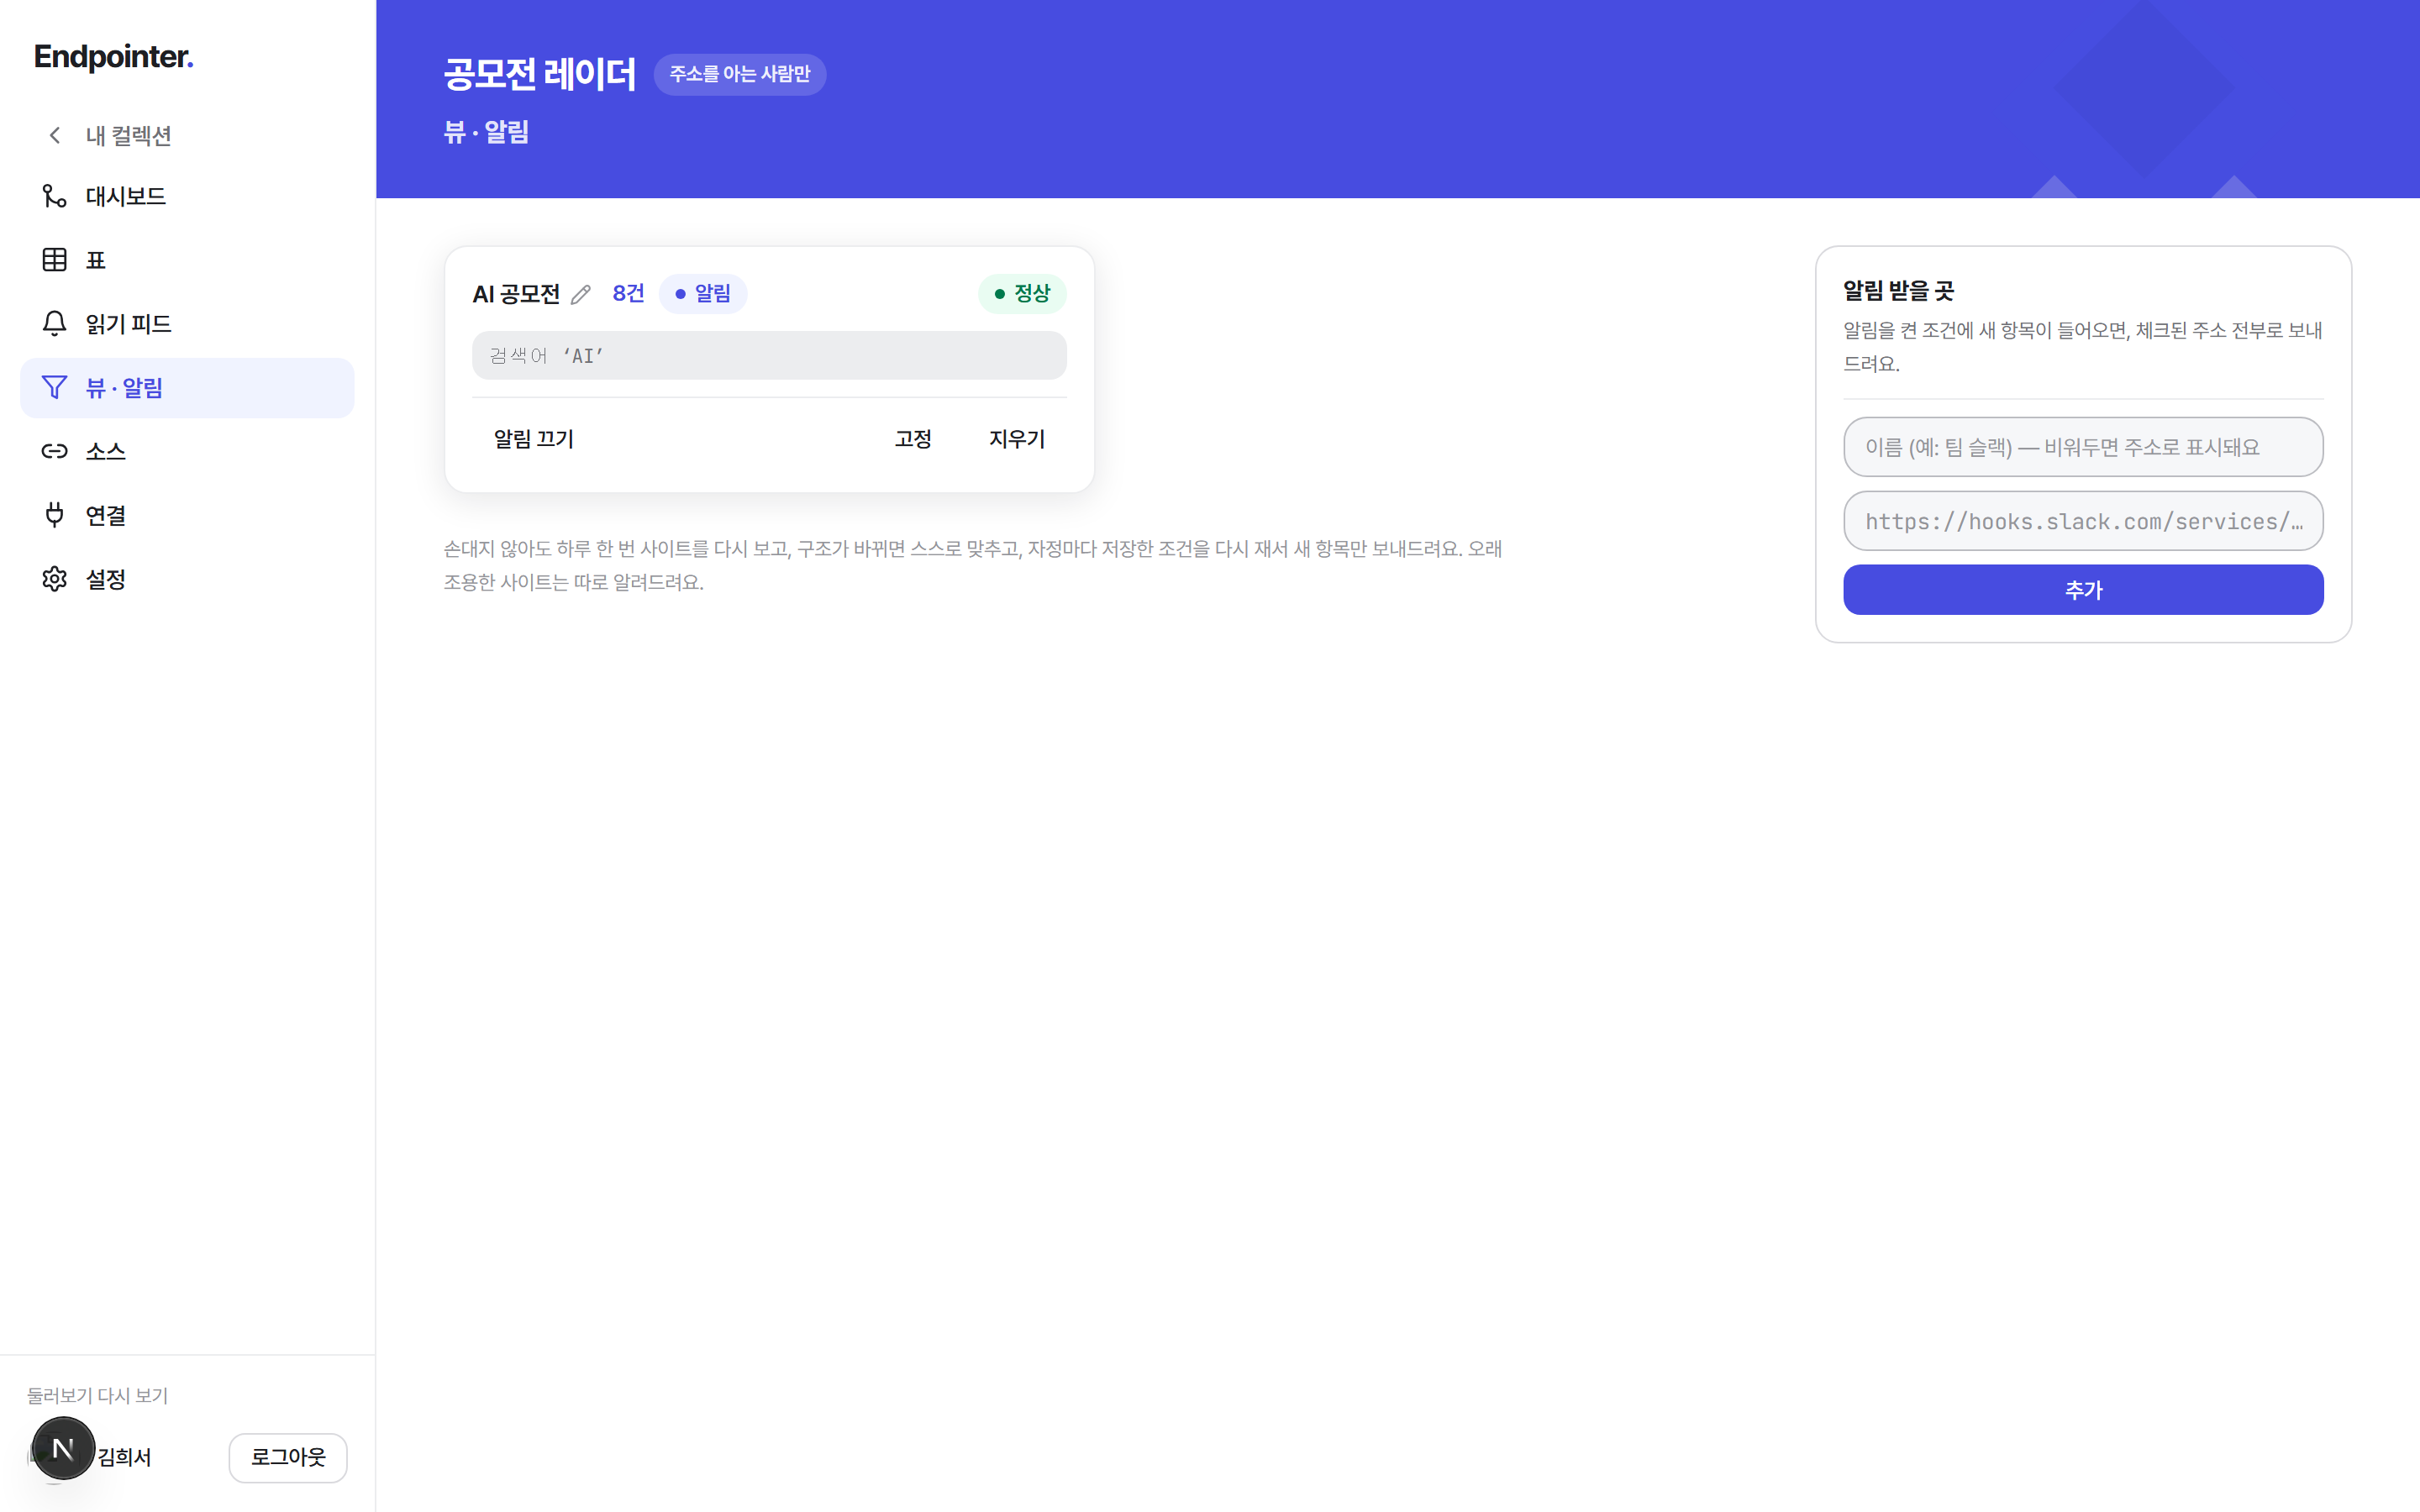 Endpointer.
내 컬렉션
대시보드
표
읽기 피드
뷰 · 알림
소스
연결
설정
둘러보기 다시 보기
N
김희서
로그아웃
공모전 레이더
주소를 아는 사람만
뷰 · 알림
AI 공모전
8건
알림
정상
검색어 ‘AI’
알림 끄기
고정
지우기
손대지 않아도 하루 한 번 사이트를 다시 보고, 구조가 바뀌면 스스로 맞추고, 자정마다 저장한 조건을 다시 재서 새 항목만 보내드려요. 오래
조용한 사이트는 따로 알려드려요.
알림 받을 곳
알림을 켠 조건에 새 항목이 들어오면, 체크된 주소 전부로 보내
드려요.
이름 (예: 팀 슬랙) — 비워두면 주소로 표시돼요
https://hooks.slack.com/services/…
추가